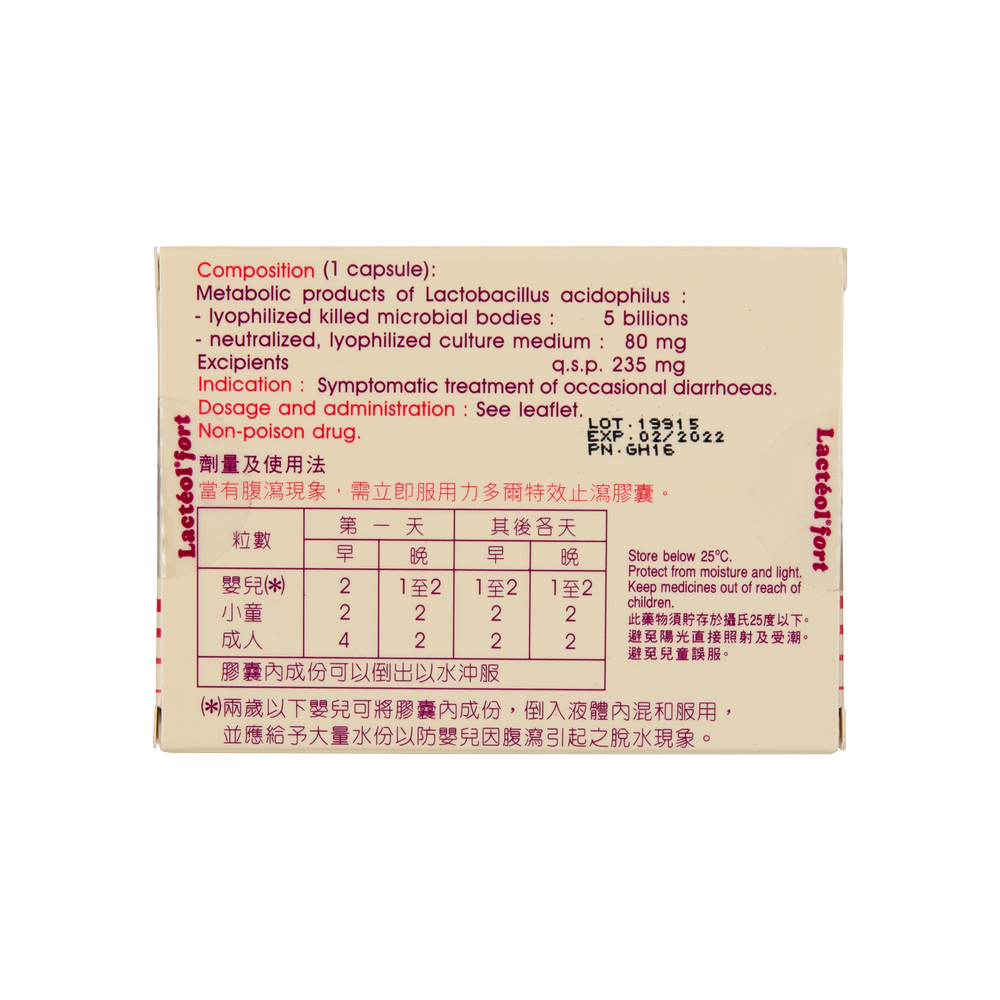 Composition (1 capsule):
Metabolic products of Lactobacillus acidophilus :
- lyophilized killed microbial bodies : 5 billions
- neutralized, lyophilized culture medium : 80 mg
Excipients q.s.p. 235 mg
Indication : Symptomatic treatment of occasional diarrhoeas.
Dosage and administration : See leaflet.
Non-poison drug.
LOT.19915
EXP.02/2022
PN.GH16
Lactéol®fort
Lactéol®fort
劑量及使用法
當有腹瀉現象，需立即服用力多爾特效止瀉膠囊。
粒數 第一天 其後各天
早 晚 早 晚
嬰兒(*) 2 1至2 1至2 1至2
小童 2 2 2 2
成人 4 2 2 2
膠囊內成份可以倒出以水沖服
(*)兩歲以下嬰兒可將膠囊內成份，倒入液體內混和服用，
並應給予大量水份以防嬰兒因腹瀉引起之脫水現象。
Store below 25°C.
Protect from moisture and light.
Keep medicines out of reach of
children.
此藥物須貯存於攝氏25度以下。
避免陽光直接照射及受潮。
避免兒童誤服。